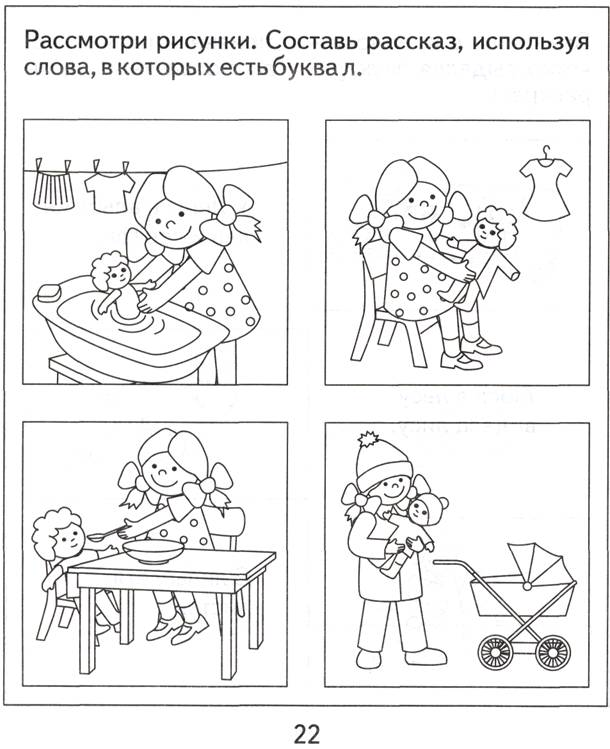 Рассмотри рисунки. Составь рассказ, используя
слова, в которых есть буква л.
22